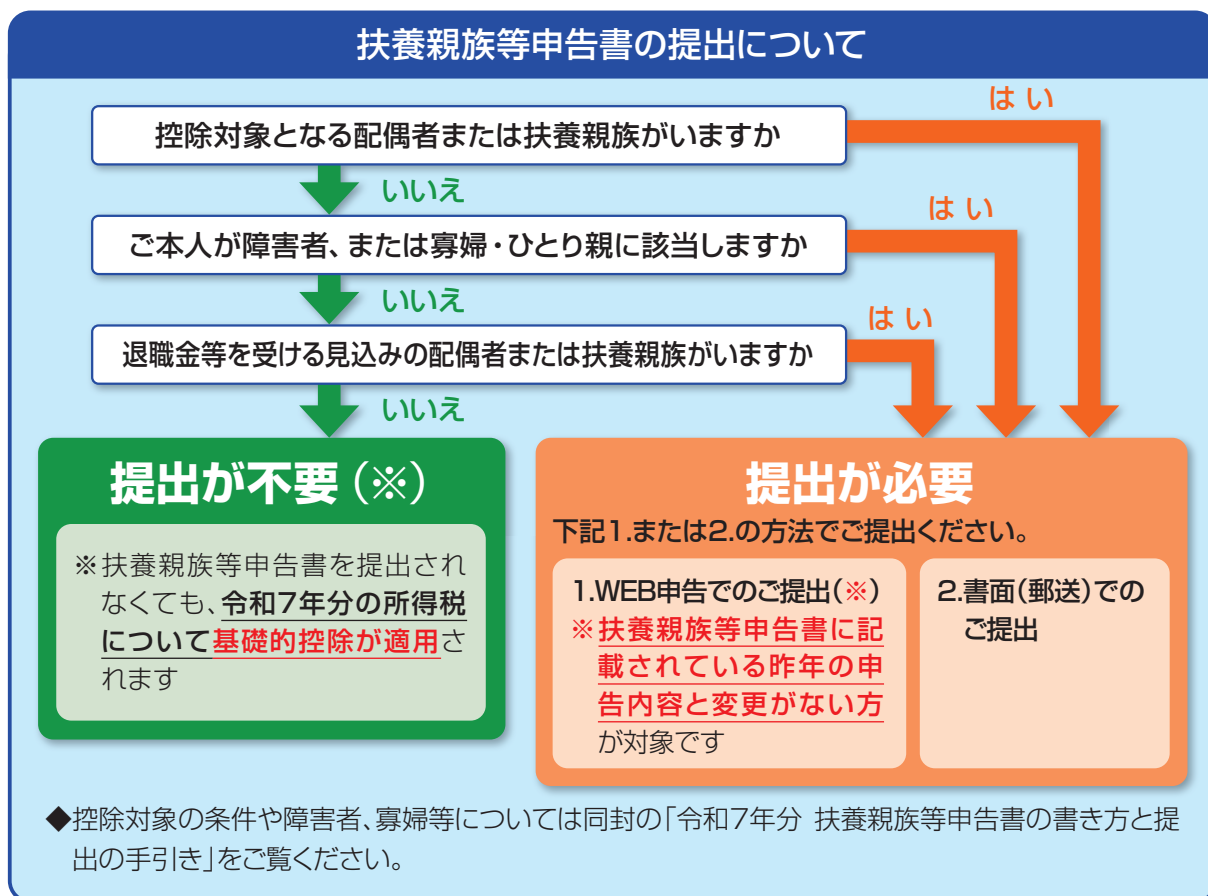 扶養親族等申告書の提出について
はい
控除対象となる配偶者または扶養親族がいますか
いいえ
はい
ご本人が障害者、または寡婦・ひとり親に該当しますか
いいえ
はい
退職金等を受ける見込みの配偶者または扶養親族がいますか
いいえ
提出が不要(※)
※扶養親族等申告書を提出され
なくても、令和7年分の所得税
について基礎的控除が適用さ
れます
提出が必要
下記1.または2.の方法でご提出ください。
1.WEB申告でのご提出(※)
※扶養親族等申告書に記
載されている昨年の申
告内容と変更がない方
が対象です
2.書面(郵送)での
ご提出
◆控除対象の条件や障害者、寡婦等については同封の「令和7年分 扶養親族等申告書の書き方と提
出の手引き」をご覧ください。